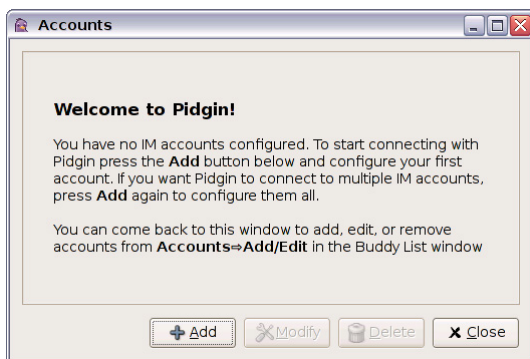 Accounts
Welcome to Pidgin!
You have no IM accounts configured. To start connecting with
Pidgin press the Add button below and configure your first
account. If you want Pidgin to connect to multiple IM accounts,
press Add again to configure them all.
You can come back to this window to add, edit, or remove
accounts from Accounts⇨Add/Edit in the Buddy List window
Add Modify Delete Close